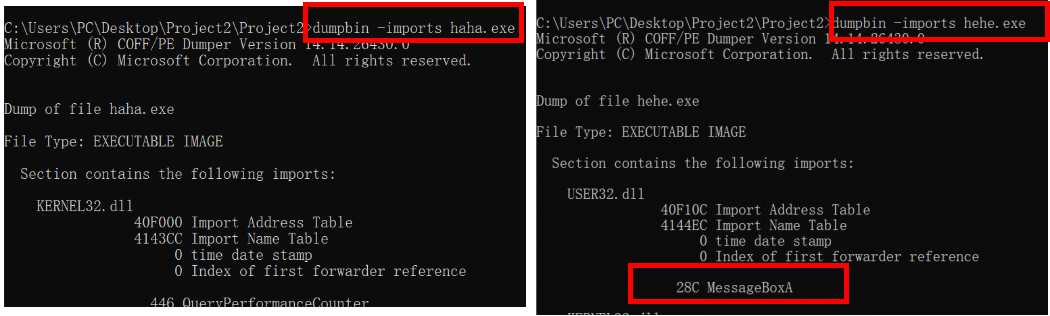 C:\Users\PC\Desktop\Project2\Project2>dumpbin -imports haha.exe
Microsoft (R) COFF/PE Dumper Version 14.14.26430.0
Copyright (C) Microsoft Corporation.  All rights reserved.
Dump of file haha.exe
File Type: EXECUTABLE IMAGE
Section contains the following imports:
KERNEL32.dll
40F000 Import Address Table
4143CC Import Name Table
0 time date stamp
0 Index of first forwarder reference
446 QueryPerformanceCounter
C:\Users\PC\Desktop\Project2\Project2>dumpbin -imports hehe.exe
Microsoft (R) COFF/PE Dumper Version 14.14.26430.0
Copyright (C) Microsoft Corporation.  All rights reserved.
Dump of file hehe.exe
File Type: EXECUTABLE IMAGE
Section contains the following imports:
USER32.dll
40F10C Import Address Table
4144EC Import Name Table
0 time date stamp
0 Index of first forwarder reference
28C MessageBoxA